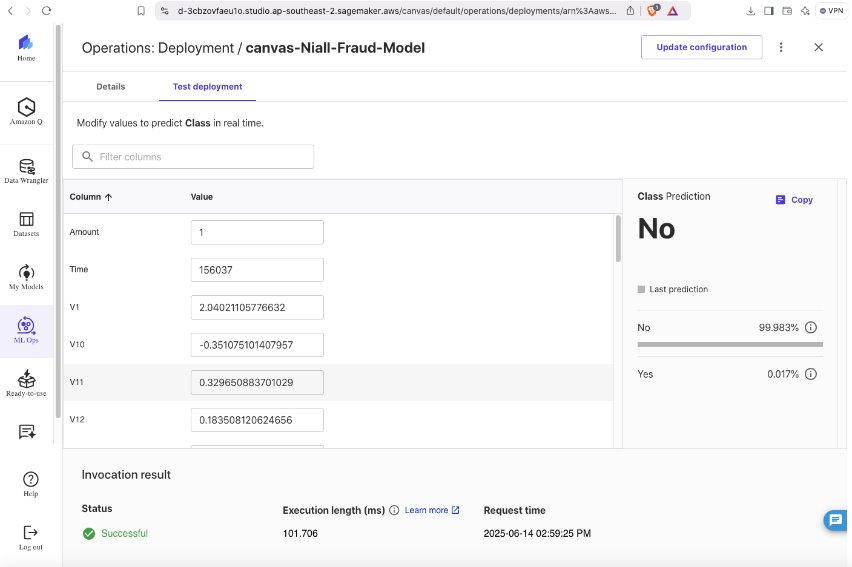 d-3cbzovfaeu1o.studio.ap-southeast-2.sagemaker.aws/canvas/default/operations/deployments/arn%3Aaws...
1
VPN
Home
Amazon Q
Data Wrangler
Datasets
My Models
ML Ops
Ready-to-use
Help
Log out
Operations: Deployment / canvas-Niall-Fraud-Model
Update configuration
Details
Test deployment
Modify values to predict Class in real time.
Filter columns
Column
Value
Amount
1
Time
156037
V1
2.04021105776632
V10
-0.351075101407957
V11
0.329650883701029
V12
0.183508120624656
Class Prediction
Copy
No
Last prediction
No
99.983%
Yes
0.017%
Invocation result
Status
Successful
Execution length (ms)
Learn more
101.706
Request time
2025-06-14 02:59:25 PM